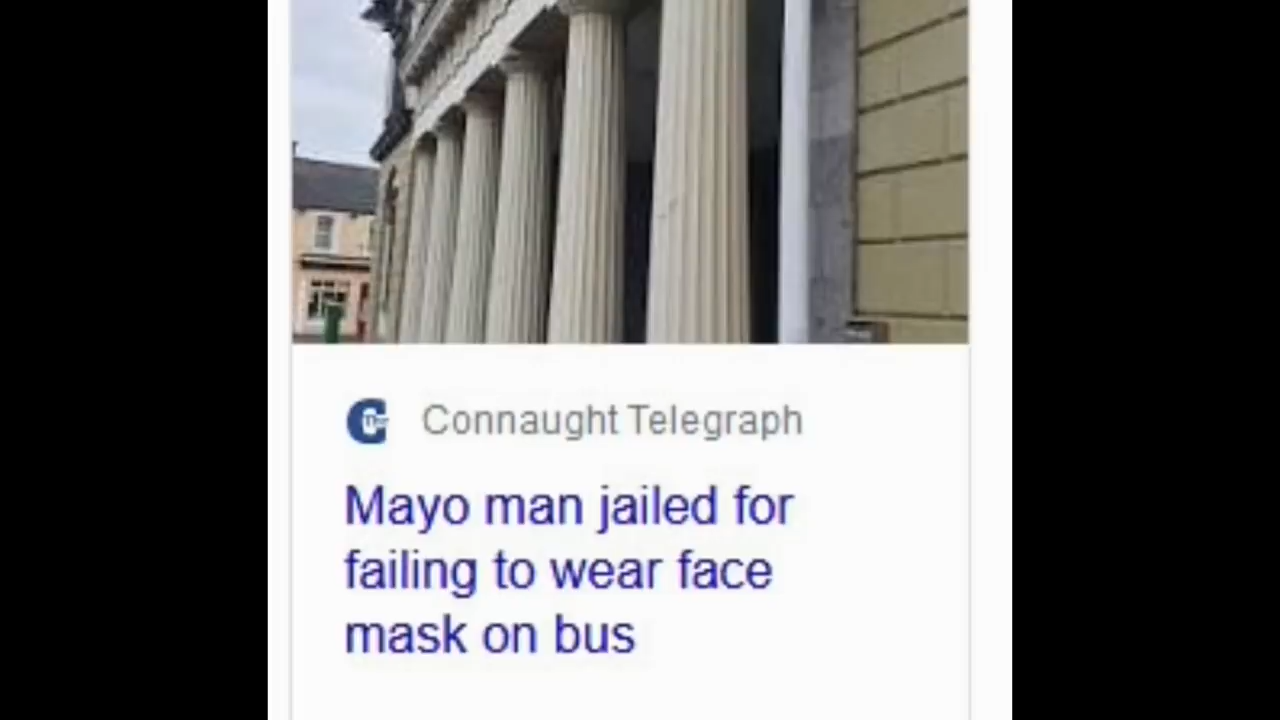 Connaught Telegraph
Mayo man jailed for
failing to wear face
mask on bus